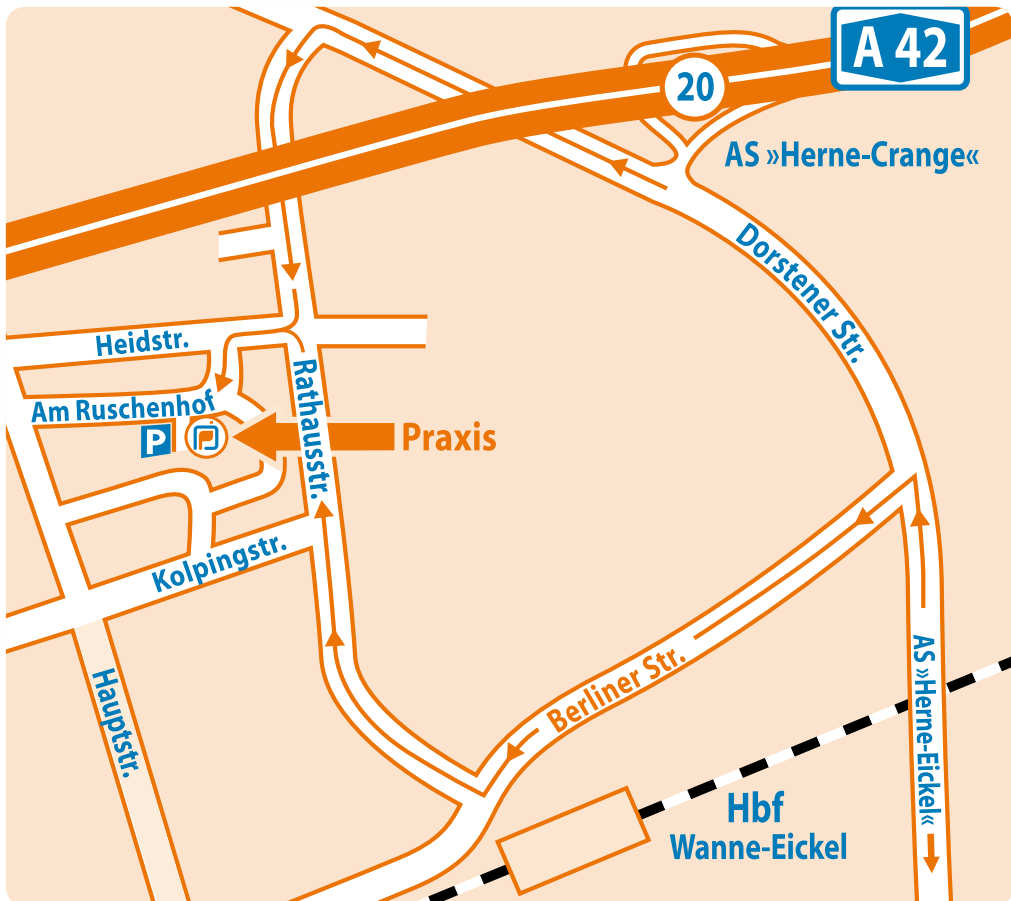 A 42
20
AS »Herne-Crange«
Dorstener Str.
Heidstr.
Am Ruschenhof
Rathausstr.
P
Praxis
Kolpingstr.
Berliner Str.
AS »Herne-Eickel«
Hauptstr.
Hbf
Wanne-Eickel